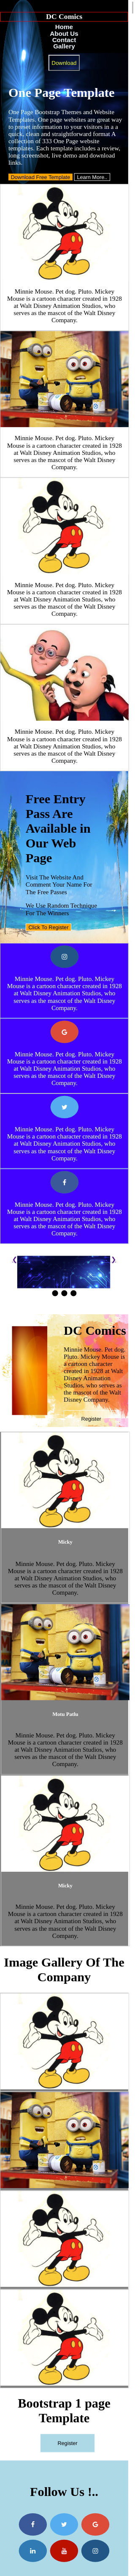 DC Comics
Home
About Us
Contact
Gallery
Download
One Page Template
One Page Bootstrap Themes and Website
Templates. One page websites are great way
to preset information to your visitors in a a
quick, clean and straightforward format A
collection of 333 One Page website
templates. Each template includes a review,
long screenshot, live demo and download
links.
Download Free Template
Learn More..
Minnie Mouse. Pet dog. Pluto. Mickey
Mouse is a cartoon character created in 1928
at Walt Disney Animation Studios, who
serves as the mascot of the Walt Disney
Company.
Minnie Mouse. Pet dog. Pluto. Mickey
Mouse is a cartoon character created in 1928
at Walt Disney Animation Studios, who
serves as the mascot of the Walt Disney
Company.
Minnie Mouse. Pet dog. Pluto. Mickey
Mouse is a cartoon character created in 1928
at Walt Disney Animation Studios, who
serves as the mascot of the Walt Disney
Company.
Minnie Mouse. Pet dog. Pluto. Mickey
Mouse is a cartoon character created in 1928
at Walt Disney Animation Studios, who
serves as the mascot of the Walt Disney
Company.
Free Entry
Pass Are
Available in
Our Web
Page
Visit The Website And
Comment Your Name For
The Free Passes
We Use Random Technique
For The Winners
Click To Register
Minnie Mouse. Pet dog. Pluto. Mickey
Mouse is a cartoon character created in 1928
at Walt Disney Animation Studios, who
serves as the mascot of the Walt Disney
Company.
Minnie Mouse. Pet dog. Pluto. Mickey
Mouse is a cartoon character created in 1928
at Walt Disney Animation Studios, who
serves as the mascot of the Walt Disney
Company.
Minnie Mouse. Pet dog. Pluto. Mickey
Mouse is a cartoon character created in 1928
at Walt Disney Animation Studios, who
serves as the mascot of the Walt Disney
Company.
Minnie Mouse. Pet dog. Pluto. Mickey
Mouse is a cartoon character created in 1928
at Walt Disney Animation Studios, who
serves as the mascot of the Walt Disney
Company.
DC Comics
Minnie Mouse. Pet dog.
Pluto. Mickey Mouse is
a cartoon character
created in 1928 at Walt
Disney Animation
Studios, who serves as
the mascot of the Walt
Disney Company.
Register
Micky
Minnie Mouse. Pet dog. Pluto. Mickey
Mouse is a cartoon character created in 1928
at Walt Disney Animation Studios, who
serves as the mascot of the Walt Disney
Company.
Motu Patlu
Minnie Mouse. Pet dog. Pluto. Mickey
Mouse is a cartoon character created in 1928
at Walt Disney Animation Studios, who
serves as the mascot of the Walt Disney
Company.
Micky
Minnie Mouse. Pet dog. Pluto. Mickey
Mouse is a cartoon character created in 1928
at Walt Disney Animation Studios, who
serves as the mascot of the Walt Disney
Company.
Image Gallery Of The
Company
Bootstrap 1 page
Template
Register
Follow Us !..